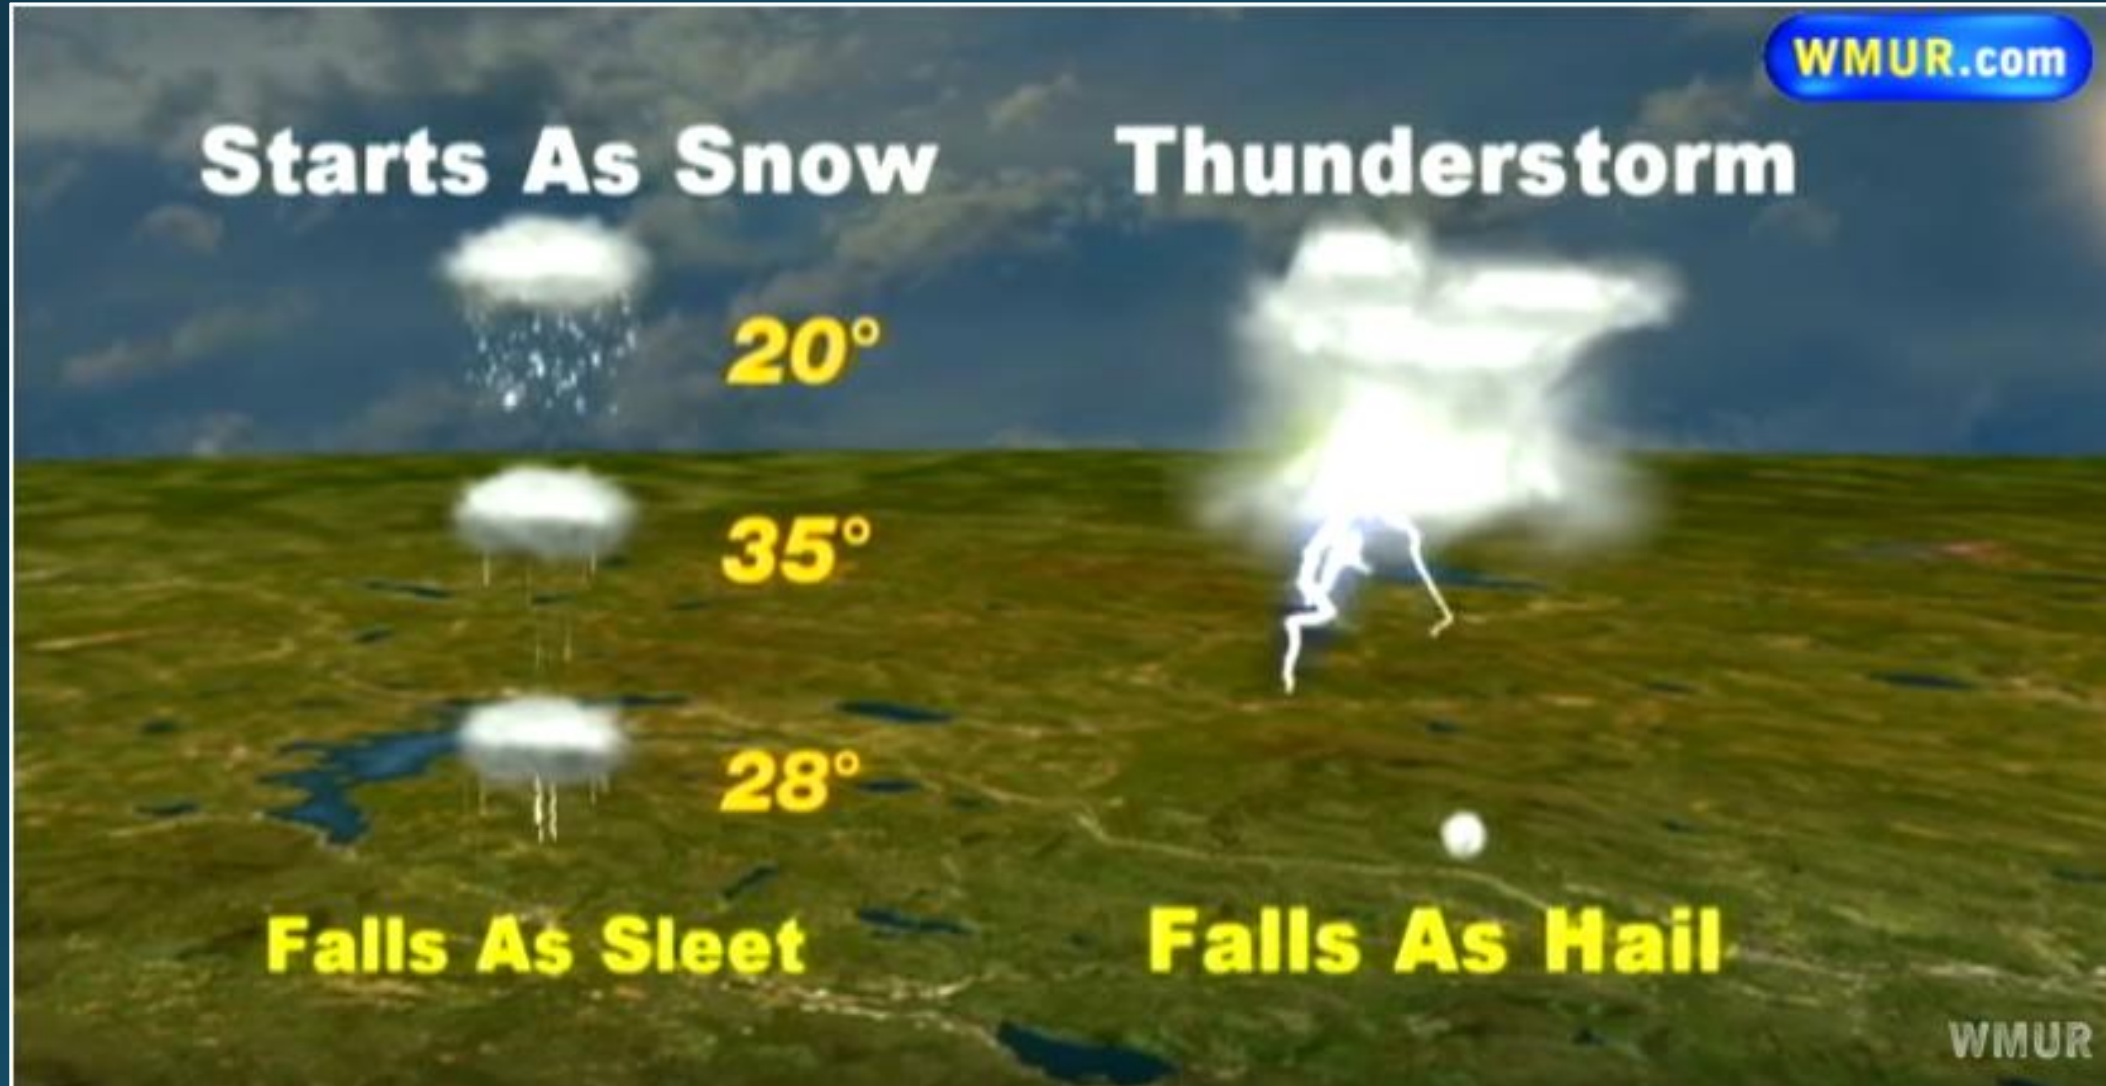 WMUR.com
Starts As Snow
Thunderstorm
20°
35°
28°
Falls As Sleet
Falls As Hail
WMUR